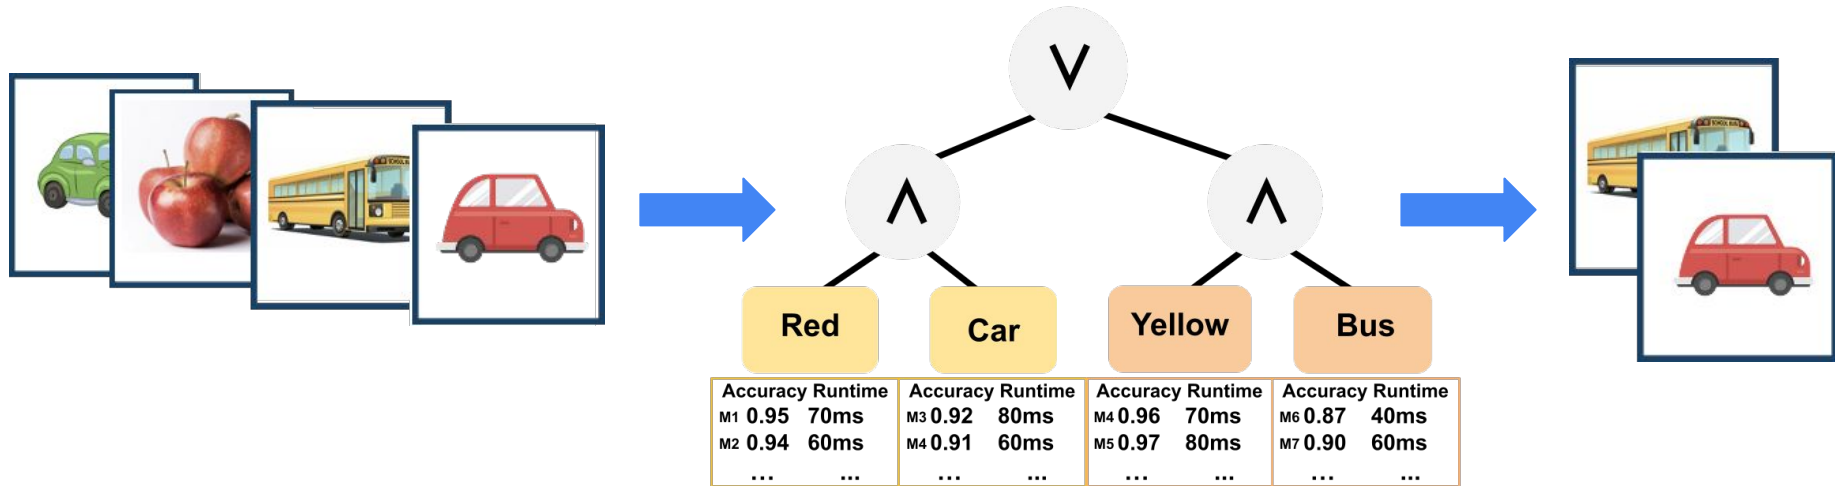 SCHOOL BUS
∨
∧ ∧
Red Car Yellow Bus
Accuracy Runtime Accuracy Runtime Accuracy Runtime Accuracy Runtime
M1 0.95 70ms M3 0.92 80ms M4 0.96 70ms M6 0.87 40ms
M2 0.94 60ms M4 0.91 60ms M5 0.97 80ms M7 0.90 60ms
... ... ... ... ... ... ... ...